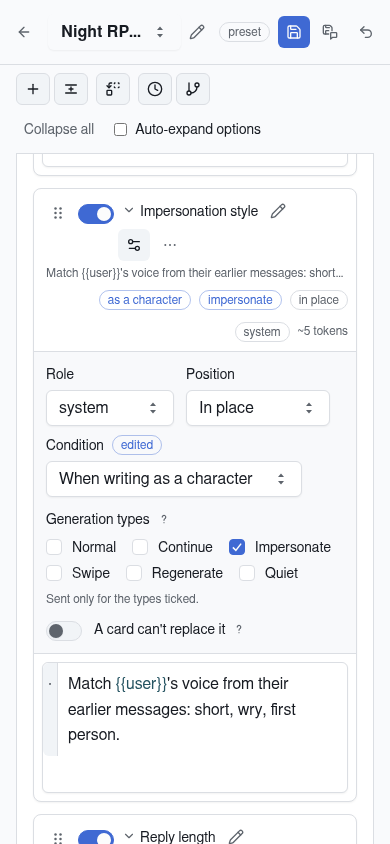 Night RP...
preset
Collapse all
Auto-expand options
Impersonation style
...
Match {{user}}'s voice from their earlier messages: short...
as a character
impersonate
in place
system
~5 tokens
Role
Position
system
In place
Condition
edited
When writing as a character
Generation types ?
Normal
Continue
Impersonate
Swipe
Regenerate
Quiet
Sent only for the types ticked.
A card can't replace it ?
Match {{user}}'s voice from their
earlier messages: short, wry, first
person.
Reply length